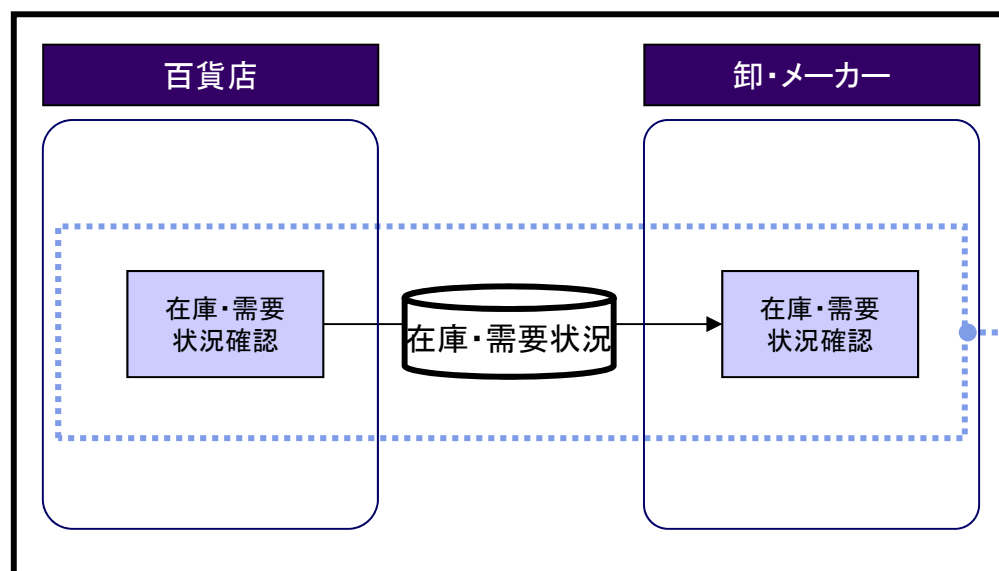 百貨店
卸・メーカー
在庫・需要
状況確認
在庫・需要状況
在庫・需要
状況確認